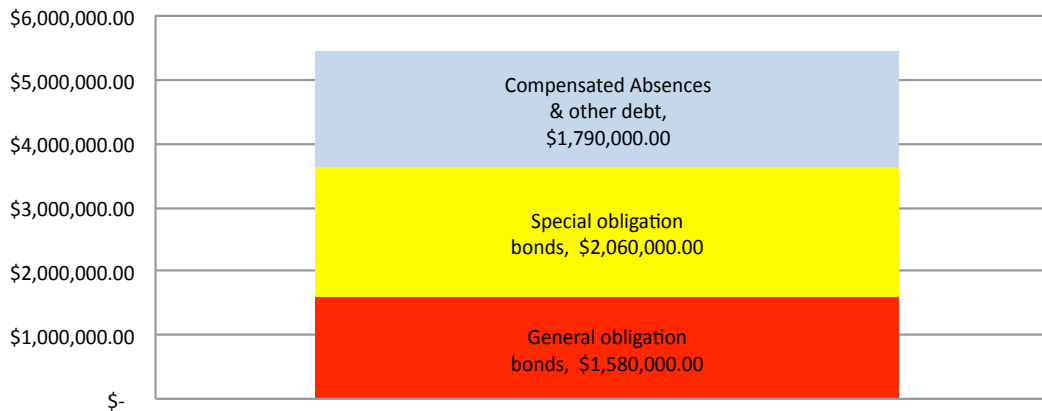 $6,000,000.00
$5,000,000.00
$4,000,000.00
$3,000,000.00
$2,000,000.00
$1,000,000.00
$-
Compensated Absences
& other debt,
$1,790,000.00
Special obligation
bonds, $2,060,000.00
General obligation
bonds, $1,580,000.00